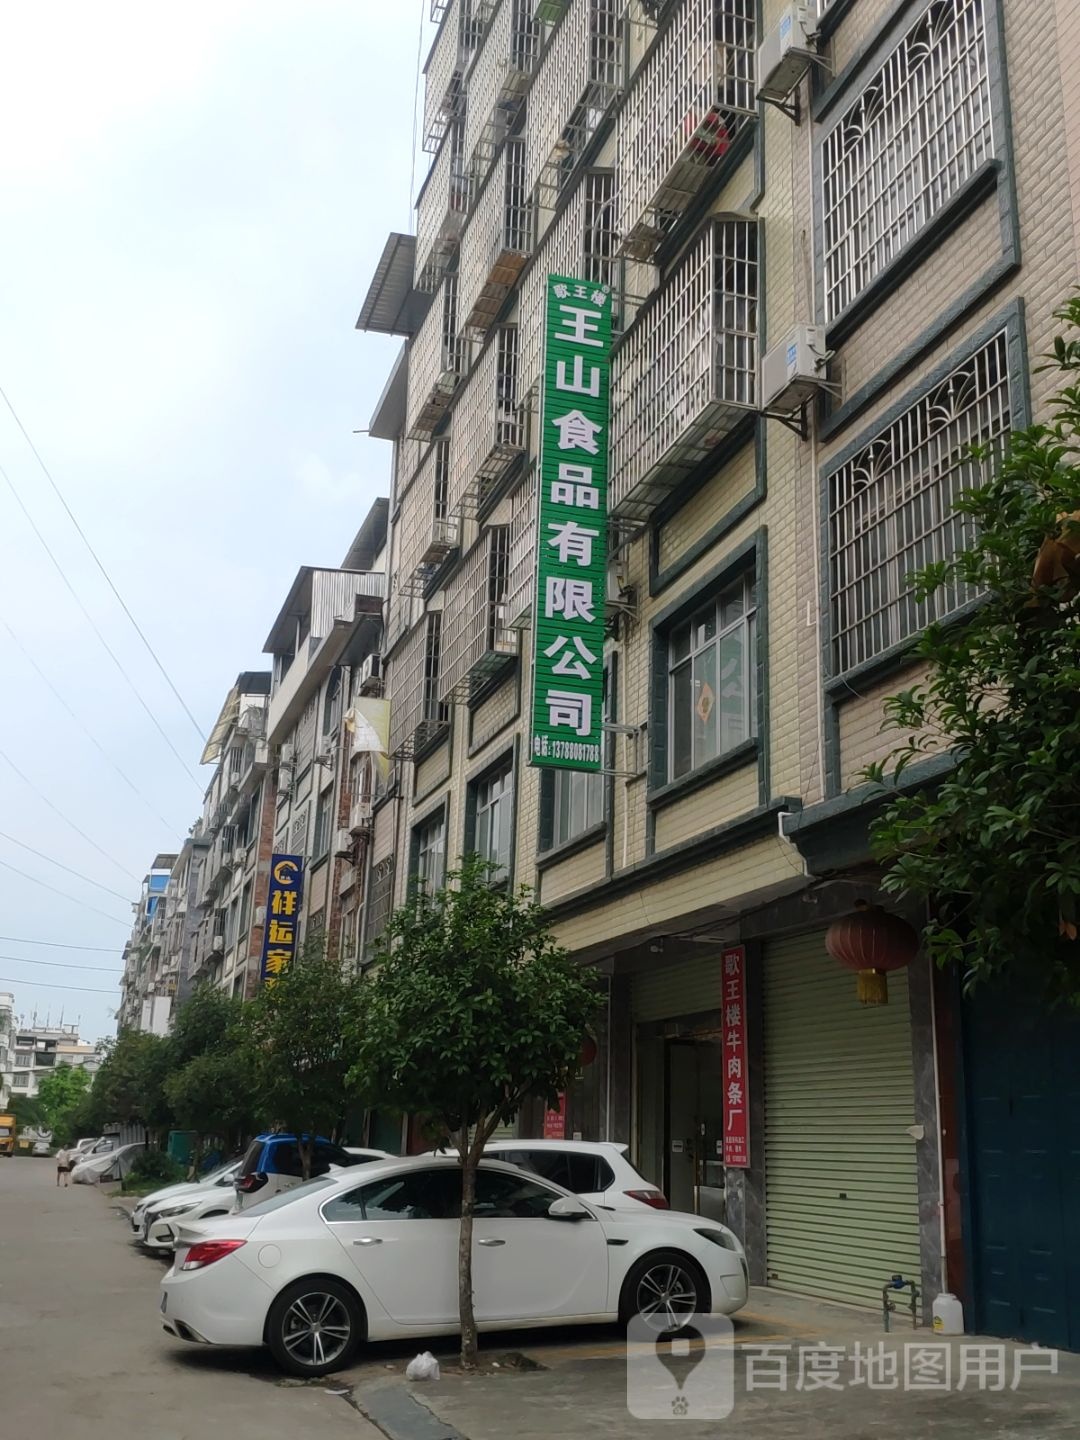 歌王楼®
王山食品有限公司
电话:13788081788
祥运家
歌王楼牛肉条厂
百度地图用户